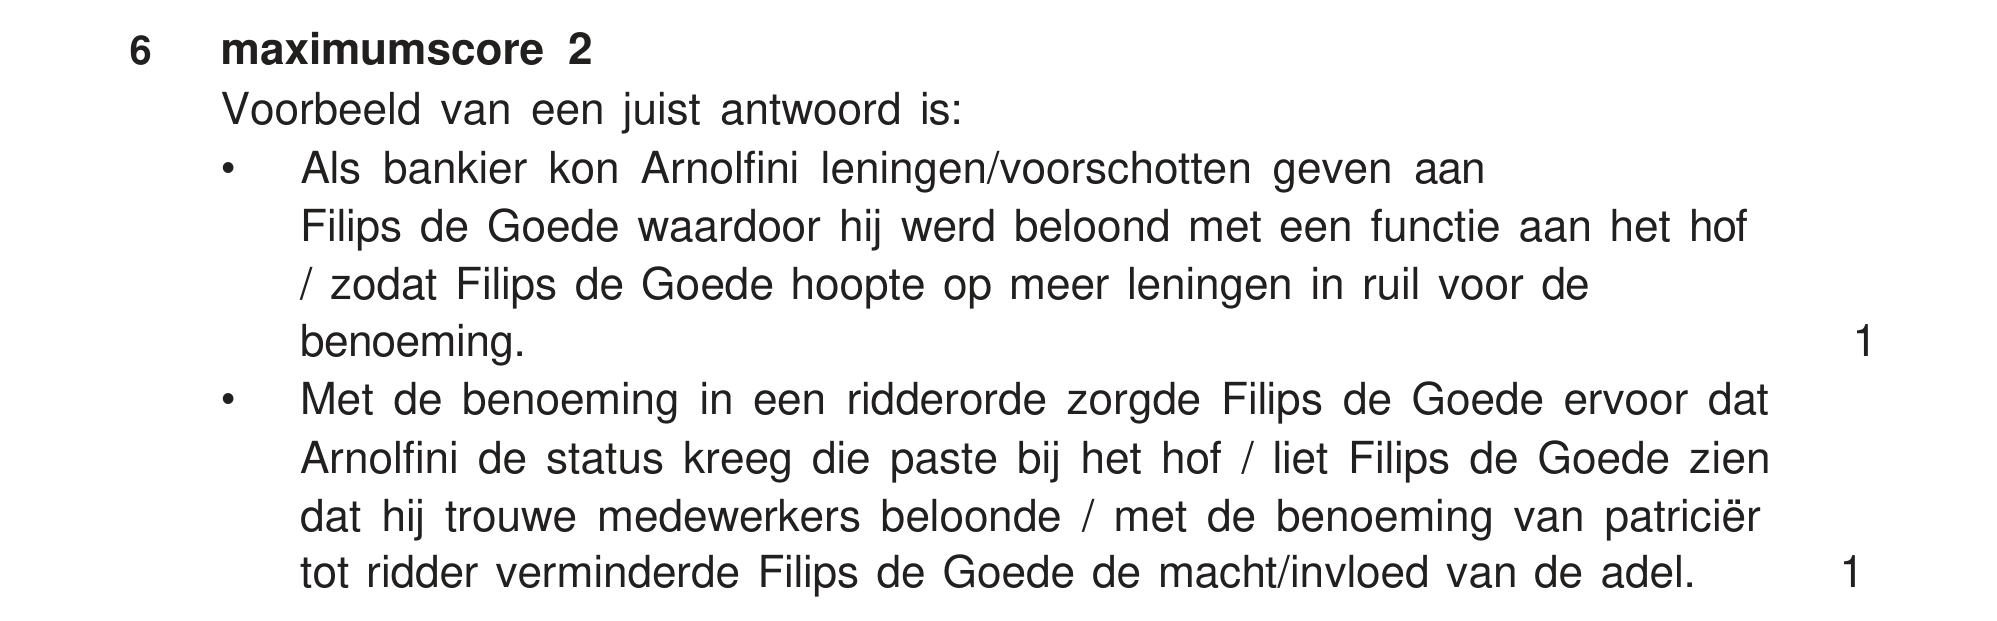 6 maximumscore 2
Voorbeeld van een juist antwoord is:
• Als bankier kon Arnolfini leningen/voorschotten geven aan
Filips de Goede waardoor hij werd beloond met een functie aan het hof
/ zodat Filips de Goede hoopte op meer leningen in ruil voor de
benoeming. 1
• Met de benoeming in een ridderorde zorgde Filips de Goede ervoor dat
Arnolfini de status kreeg die paste bij het hof / liet Filips de Goede zien
dat hij trouwe medewerkers beloonde / met de benoeming van patriciër
tot ridder verminderde Filips de Goede de macht/invloed van de adel. 1